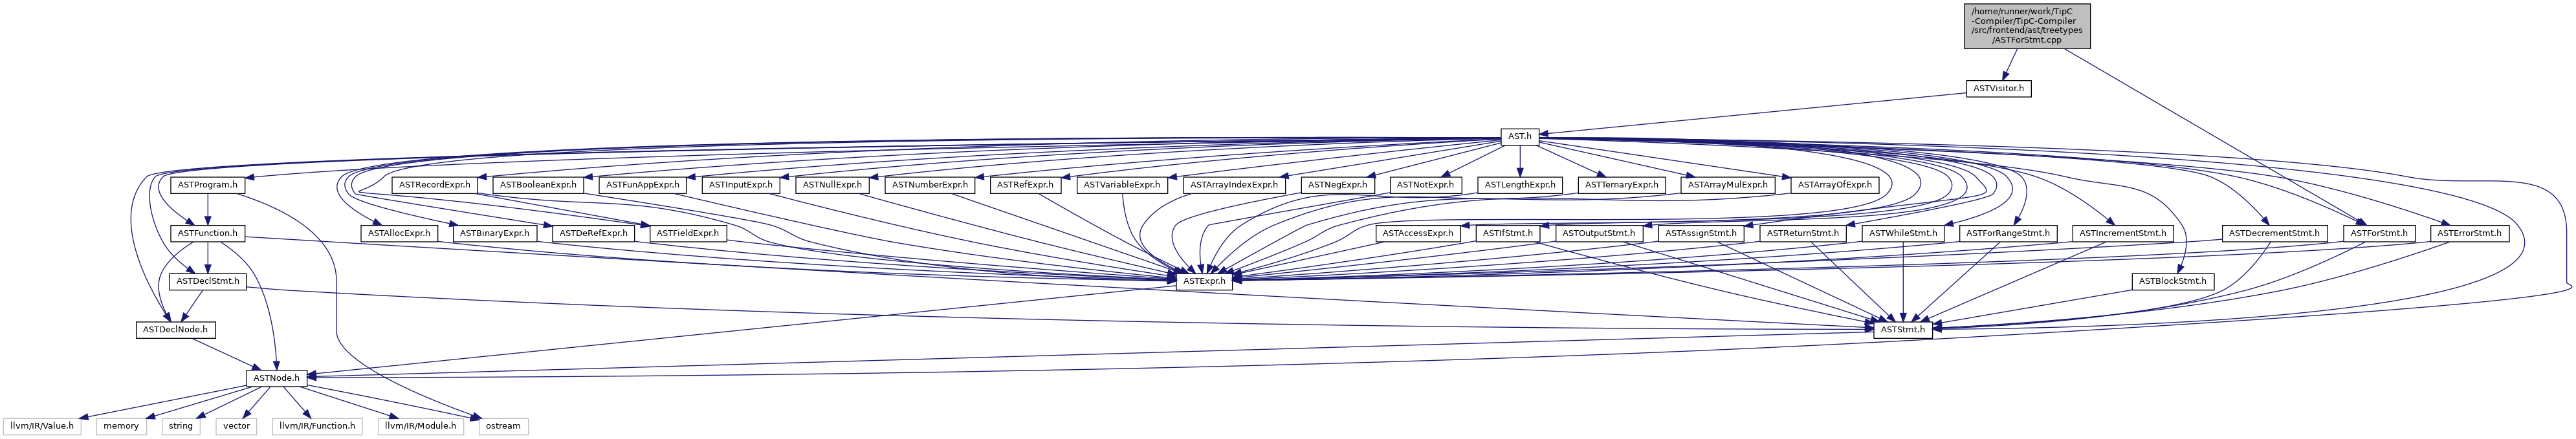 /home/runner/work/TipC
-Compiler/TipC-Compiler
/src/frontend/ast/treetypes
/ASTForStmt.cpp
ASTVisitor.h
AST.h
ASTProgram.h
ASTRecordExpr.h
ASTBooleanExpr.h
ASTFunAppExpr.h
ASTInputExpr.h
ASTNullExpr.h
ASTNumberExpr.h
ASTRefExpr.h
ASTVariableExpr.h
ASTArrayIndexExpr.h
ASTNegExpr.h
ASTNotExpr.h
ASTLengthExpr.h
ASTTernaryExpr.h
ASTArrayMulExpr.h
ASTArrayOfExpr.h
ASTFunction.h
ASTAllocExpr.h
ASTBinaryExpr.h
ASTDeRefExpr.h
ASTFieldExpr.h
ASTAccessExpr.h
ASTIfStmt.h
ASTOutputStmt.h
ASTAssignStmt.h
ASTReturnStmt.h
ASTWhileStmt.h
ASTForRangeStmt.h
ASTIncrementStmt.h
ASTDecrementStmt.h
ASTForStmt.h
ASTErrorStmt.h
ASTDeclStmt.h
ASTExpr.h
ASTBlockStmt.h
ASTDeclNode.h
ASTStmt.h
ASTNode.h
llvm/IR/Value.h
memory
string
vector
llvm/IR/Function.h
llvm/IR/Module.h
ostream